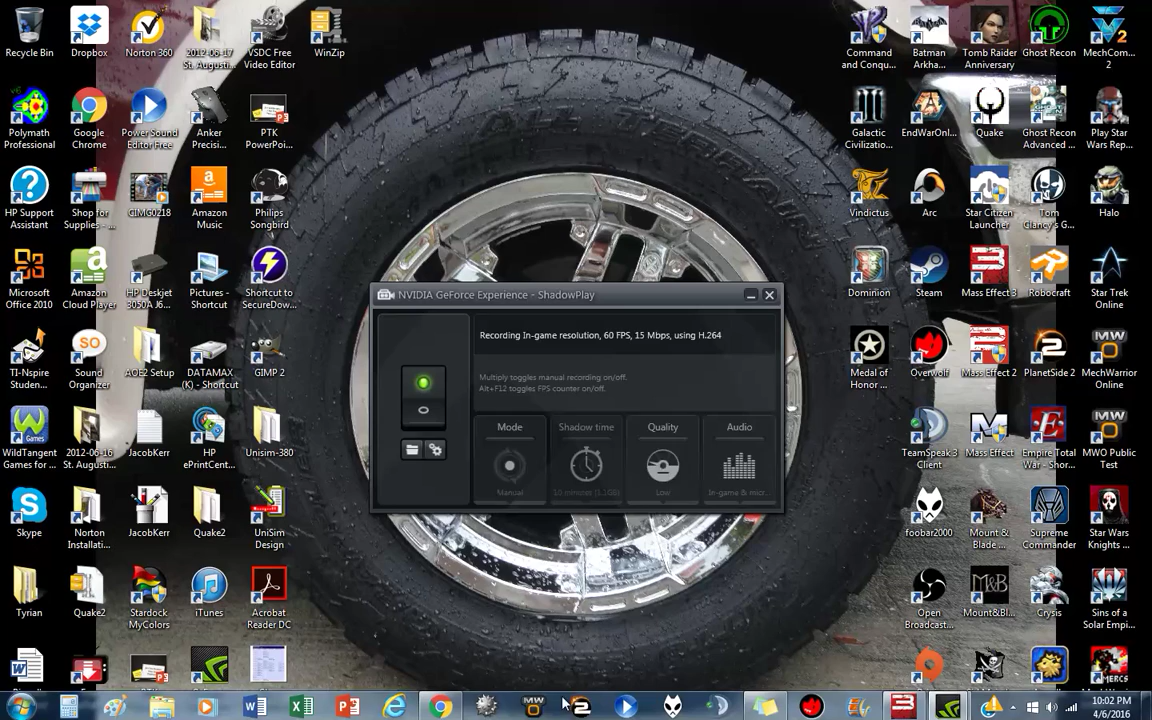 Recycle Bin
Dropbox
Norton 360
2012-06-17
St. Augusti...
VSDC Free
Video Editor
WinZip
Command
and Conqu...
Batman
Arkha...
Tomb Raider
Anniversary
Ghost Recon
MechCom...
2
Polymath
Professional
Google
Chrome
Power Sound
Editor Free
Anker
Precisi...
PTK
PowerPoi...
Galactic
Civilizatio...
EndWarOnl...
Quake
Ghost Recon
Advanced ...
Play Star
Wars Rep...
HP Support
Assistant
Shop for
Supplies - ...
GIMG0218
Amazon
Music
Philips
Songbird
Vindictus
Arc
Star Citizen
Launcher
Tom
Clancy's G...
Halo
Microsoft
Office 2010
Amazon
Cloud Player
HP Deskjet
3050A J6...
Pictures -
Shortcut
Shortcut to
SecureDow...
Dominion
Steam
Mass Effect 3
Robocraft
Star Trek
Online
NVIDIA GeForce Experience - ShadowPlay
Recording In-game resolution, 60 FPS, 15 Mbps, using H.264
Multiply toggles manual recording on/off.
Alt+F12 toggles FPS counter on/off.
Mode
Shadow time
Quality
Audio
Manual
10 minutes (1.1GB)
Low
In-game & micr...
TI-Nspire
Studen...
Sound
Organizer
AOE2 Setup
DATAMAX
(K) - Shortcut
GIMP 2
Medal of
Honor ...
Overwolf
Mass Effect 2
PlanetSide 2
MechWarrior
Online
WildTangent
Games for ...
2012-06-16
St. Augusti...
JacobKerr
HP
ePrintCent...
Unisim-380
TeamSpeak 3
Client
Mass Effect
Empire Total
War - Shor...
MWO Public
Test
Skype
Norton
Installati...
JacobKerr
Quake2
UniSim
Design
foobar2000
Mount &
Blade ...
Supreme
Commander
Star Wars
Knights ...
Tyrian
Quake2
Stardock
MyColors
iTunes
Acrobat
Reader DC
Open
Broadcast...
Mount&Bl...
Crysis
Sins of a
Solar Empi...
10:02 PM
4/6/2016